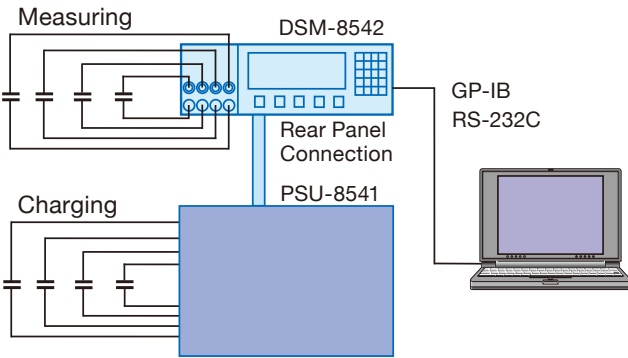 Measuring
DSM-8542
GP-IB
RS-232C
Rear Panel
Connection
PSU-8541
Charging